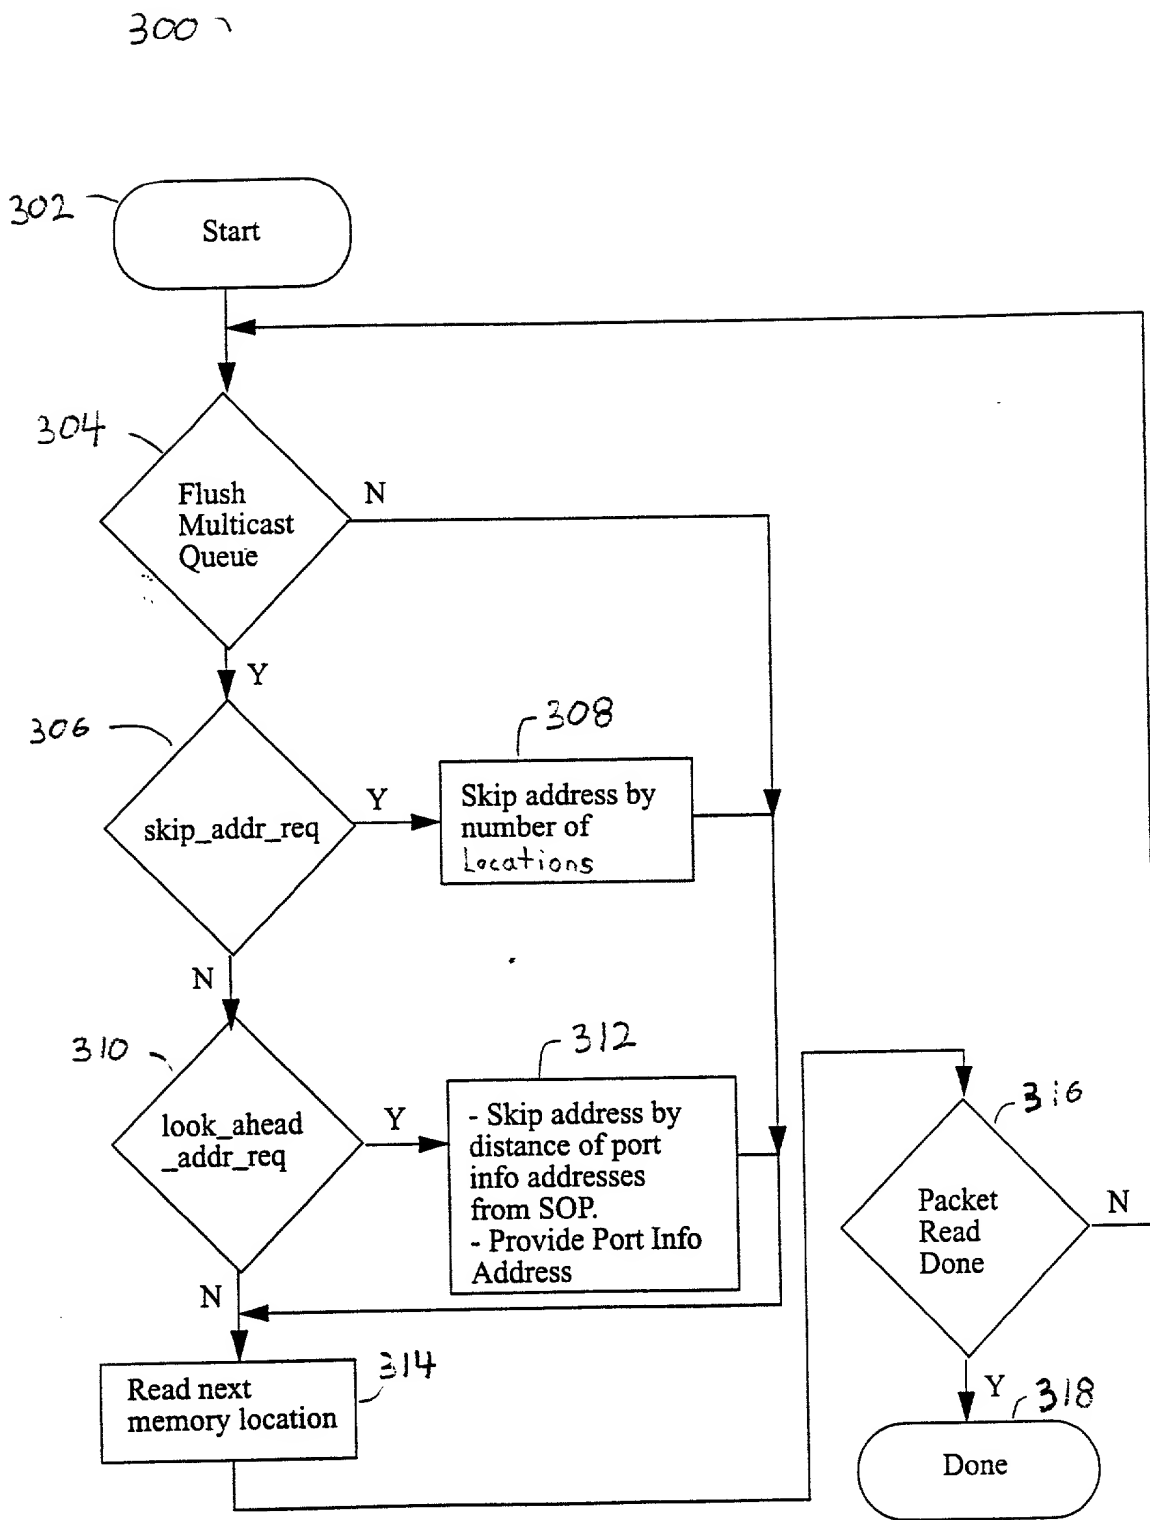 300
302
Start
304
Flush
Multicast
Queue
N
Y
306
skip_addr_req
Y
308
Skip address by
number of
Locations
N
310
look_ahead
_addr_req
Y
312
- Skip address by
distance of port
info addresses
from SOP.
- Provide Port Info
Address
N
314
Read next
memory location
316
Packet
Read
Done
N
Y
318
Done